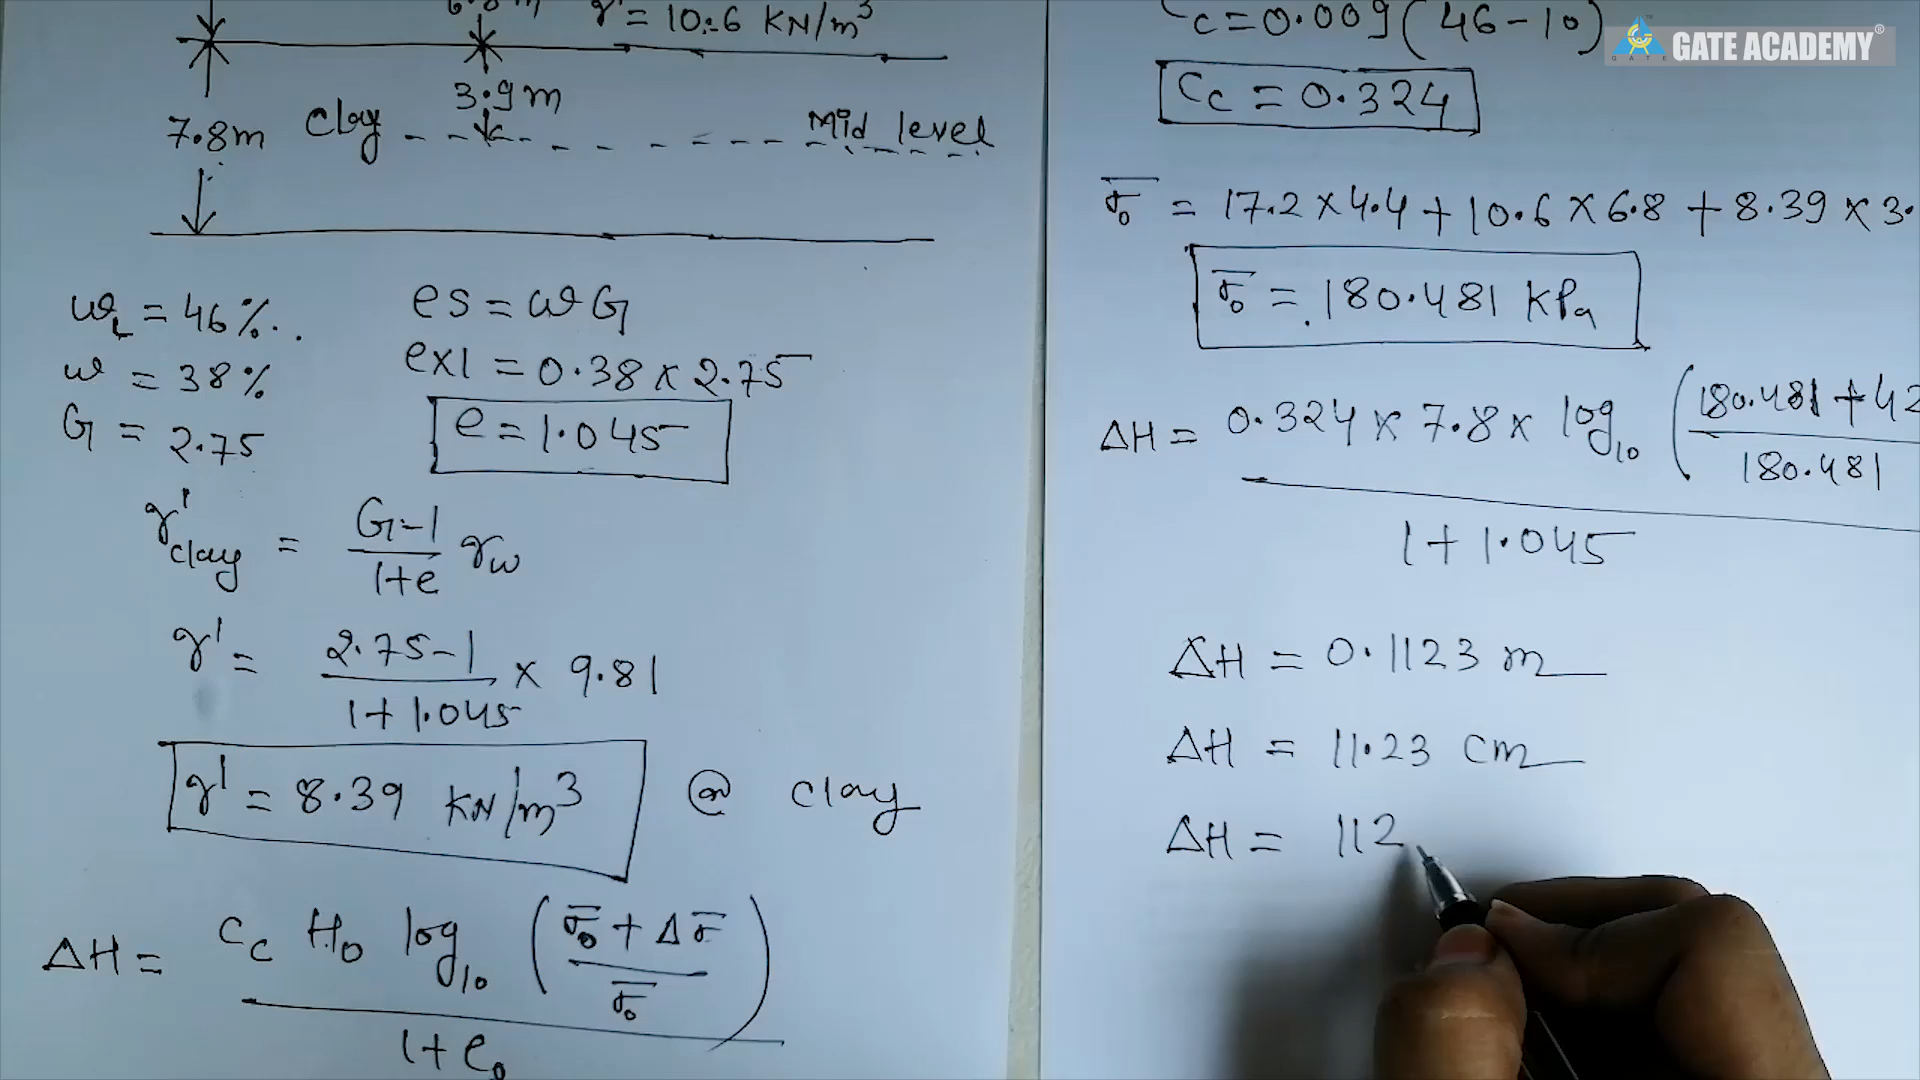 γ' = 10.6 KN/m³
3.9m
7.8m Clay Mid level
w_L = 46%.
w = 38%
G = 2.75
es = wG
e×1 = 0.38 × 2.75
e = 1.045
γ'clay = G-1/1+e γw
γ' = 2.75-1/1+1.045 × 9.81
γ' = 8.39 KN/m³ @ clay
ΔH = Cc H₀ log₁₀ (σ̄₀ + Δσ̄/σ̄₀)/1+e₀
Cc = 0.009(46-10)
Cc = 0.324
σ̄₀ = 17.2×4.4 + 10.6×6.8 + 8.39 × 3.
σ̄₀ = 180.481 KPa
ΔH = 0.324 × 7.8 × log₁₀ (180.481 + 42/180.481
1 + 1.045
ΔH = 0.1123 m
ΔH = 11.23 cm
ΔH = 112
GATE ACADEMY®
GATE